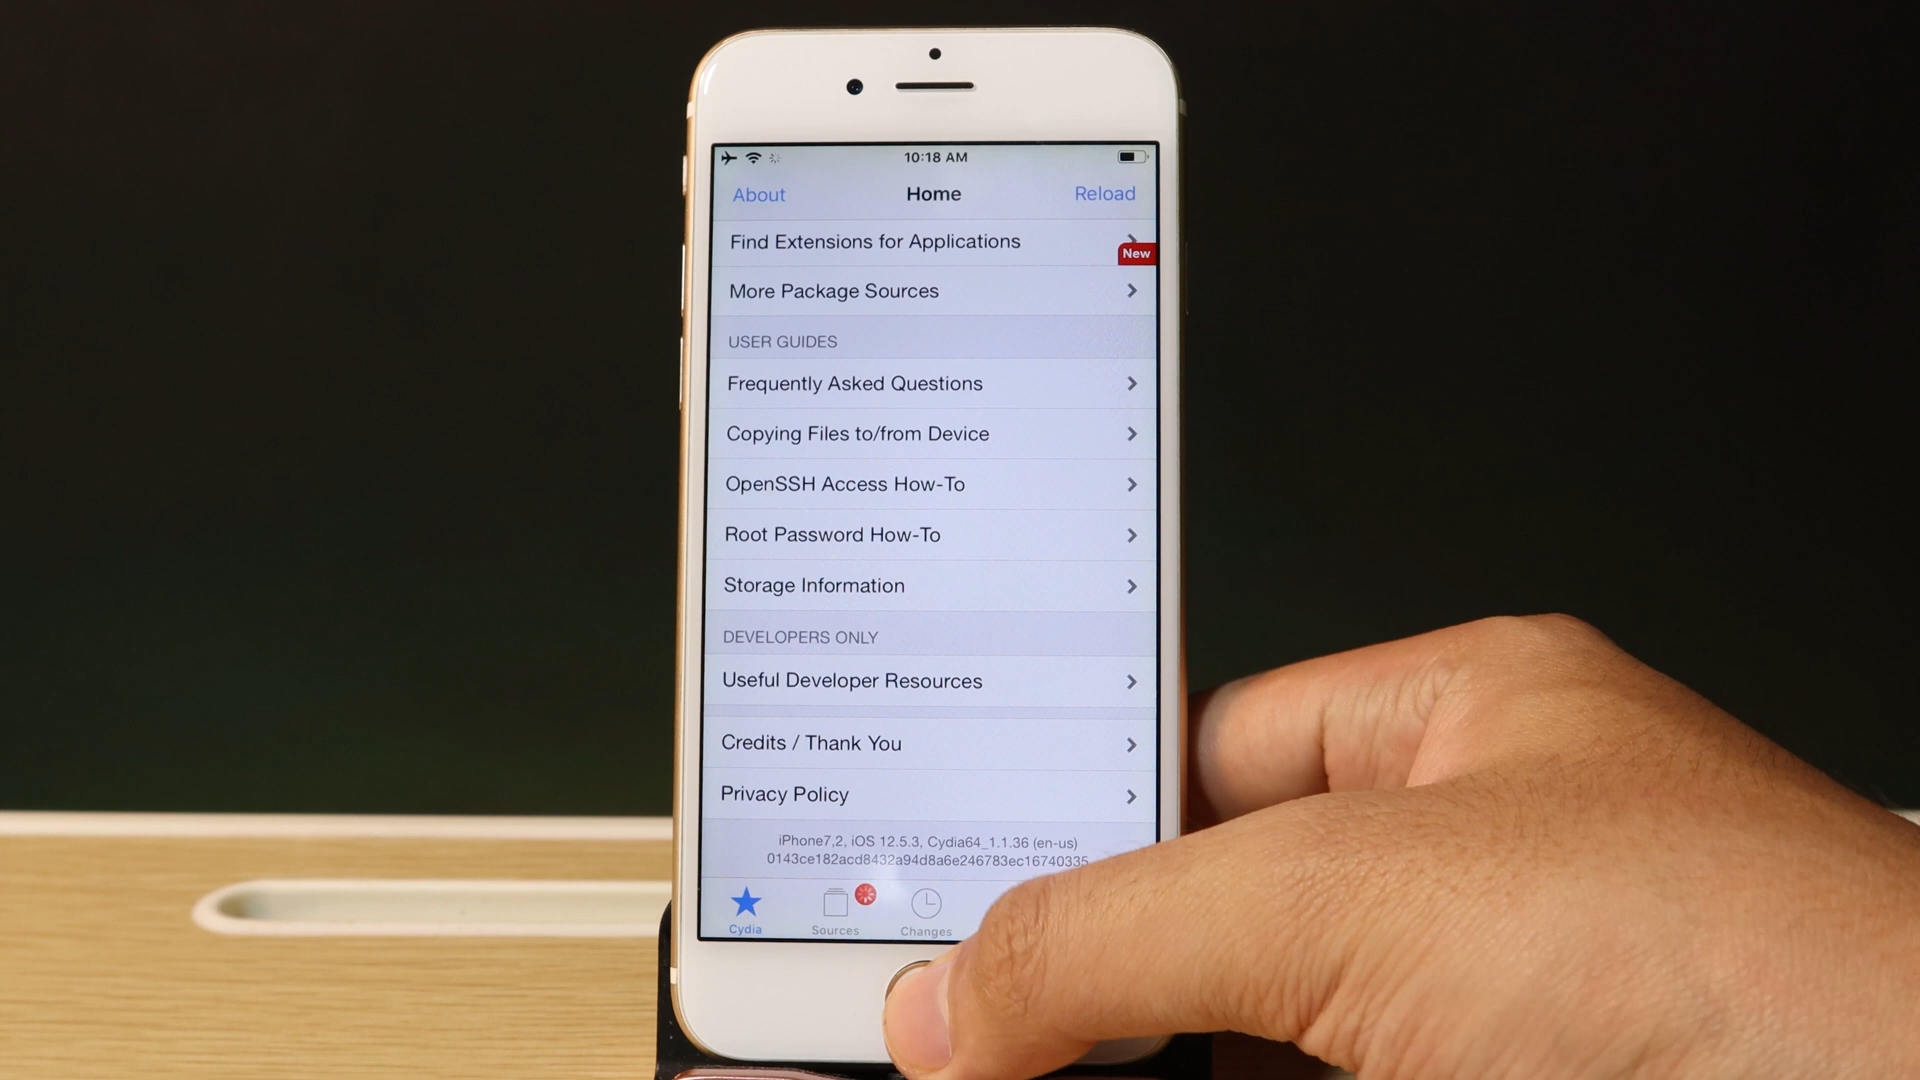 10:18 AM
About Home Reload
Find Extensions for Applications
New
More Package Sources
USER GUIDES
Frequently Asked Questions
Copying Files to/from Device
OpenSSH Access How-To
Root Password How-To
Storage Information
DEVELOPERS ONLY
Useful Developer Resources
Credits / Thank You
Privacy Policy
iPhone7,2, iOS 12.5.3, Cydia64_1.1.36 (en-us)
0143ce182acd8432a94d8a6e246783ec16740335
Cydia Sources Changes